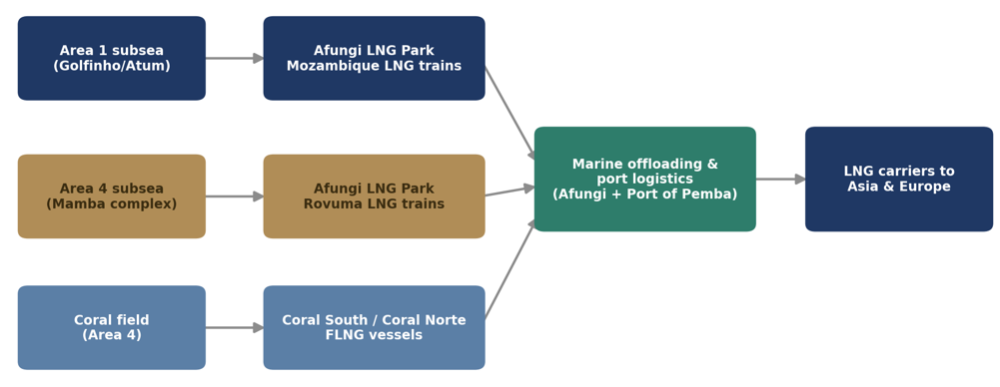 Area 1 subsea
(Golfinho/Atum)
Afungi LNG Park
Mozambique LNG trains
Area 4 subsea
(Mamba complex)
Afungi LNG Park
Rovuma LNG trains
Coral field
(Area 4)
Coral South / Coral Norte
FLNG vessels
Marine offloading &
port logistics
(Afungi + Port of Pemba)
LNG carriers to
Asia & Europe